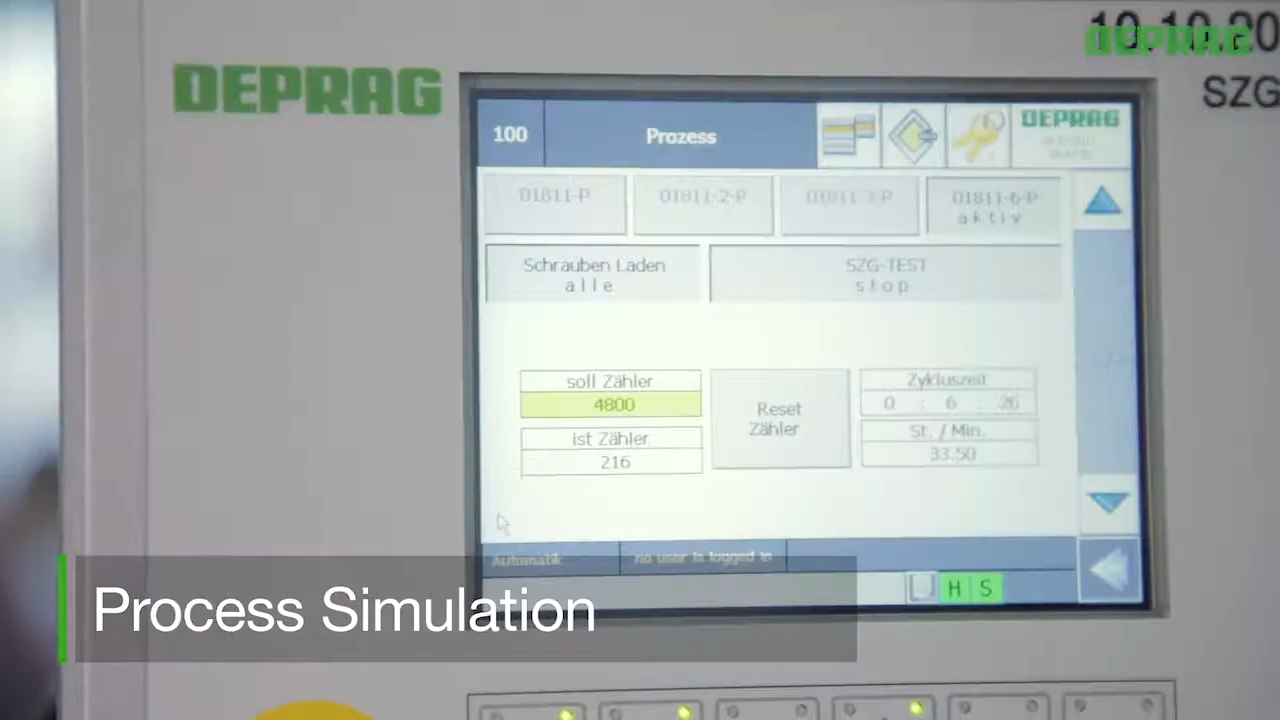 10.10.20
DEPRAG
DEPRAG
SZG
100
Prozess
DEPRAG
01811-P
01811-2-P
01811-3-P
01811-6-P
aktiv
Schrauben Laden
alle
SZG-TEST
stop
soll Zähler
4800
ist Zähler
216
Reset
Zähler
Zykluszeit
0 : 6 : 26
St. / Min.
33.50
Automatik
no user is logged in
H S
Process Simulation